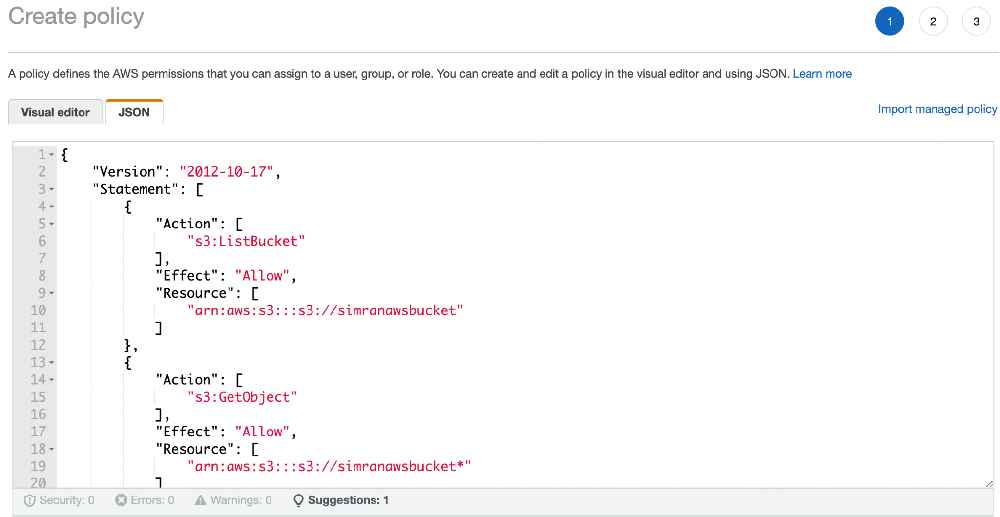 Create policy
1 2 3
A policy defines the AWS permissions that you can assign to a user, group, or role. You can create and edit a policy in the visual editor and using JSON. Learn more
Visual editor JSON
Import managed policy
1 {
2 "Version": "2012-10-17",
3 "Statement": [
4 {
5 "Action": [
6 "s3:ListBucket"
7 ],
8 "Effect": "Allow",
9 "Resource": [
10 "arn:aws:s3:::s3://simranawsbucket"
11 ]
12 },
13 {
14 "Action": [
15 "s3:GetObject"
16 ],
17 "Effect": "Allow",
18 "Resource": [
19 "arn:aws:s3:::s3://simranawsbucket*"
20 ]
Security: 0 Errors: 0 Warnings: 0 Suggestions: 1